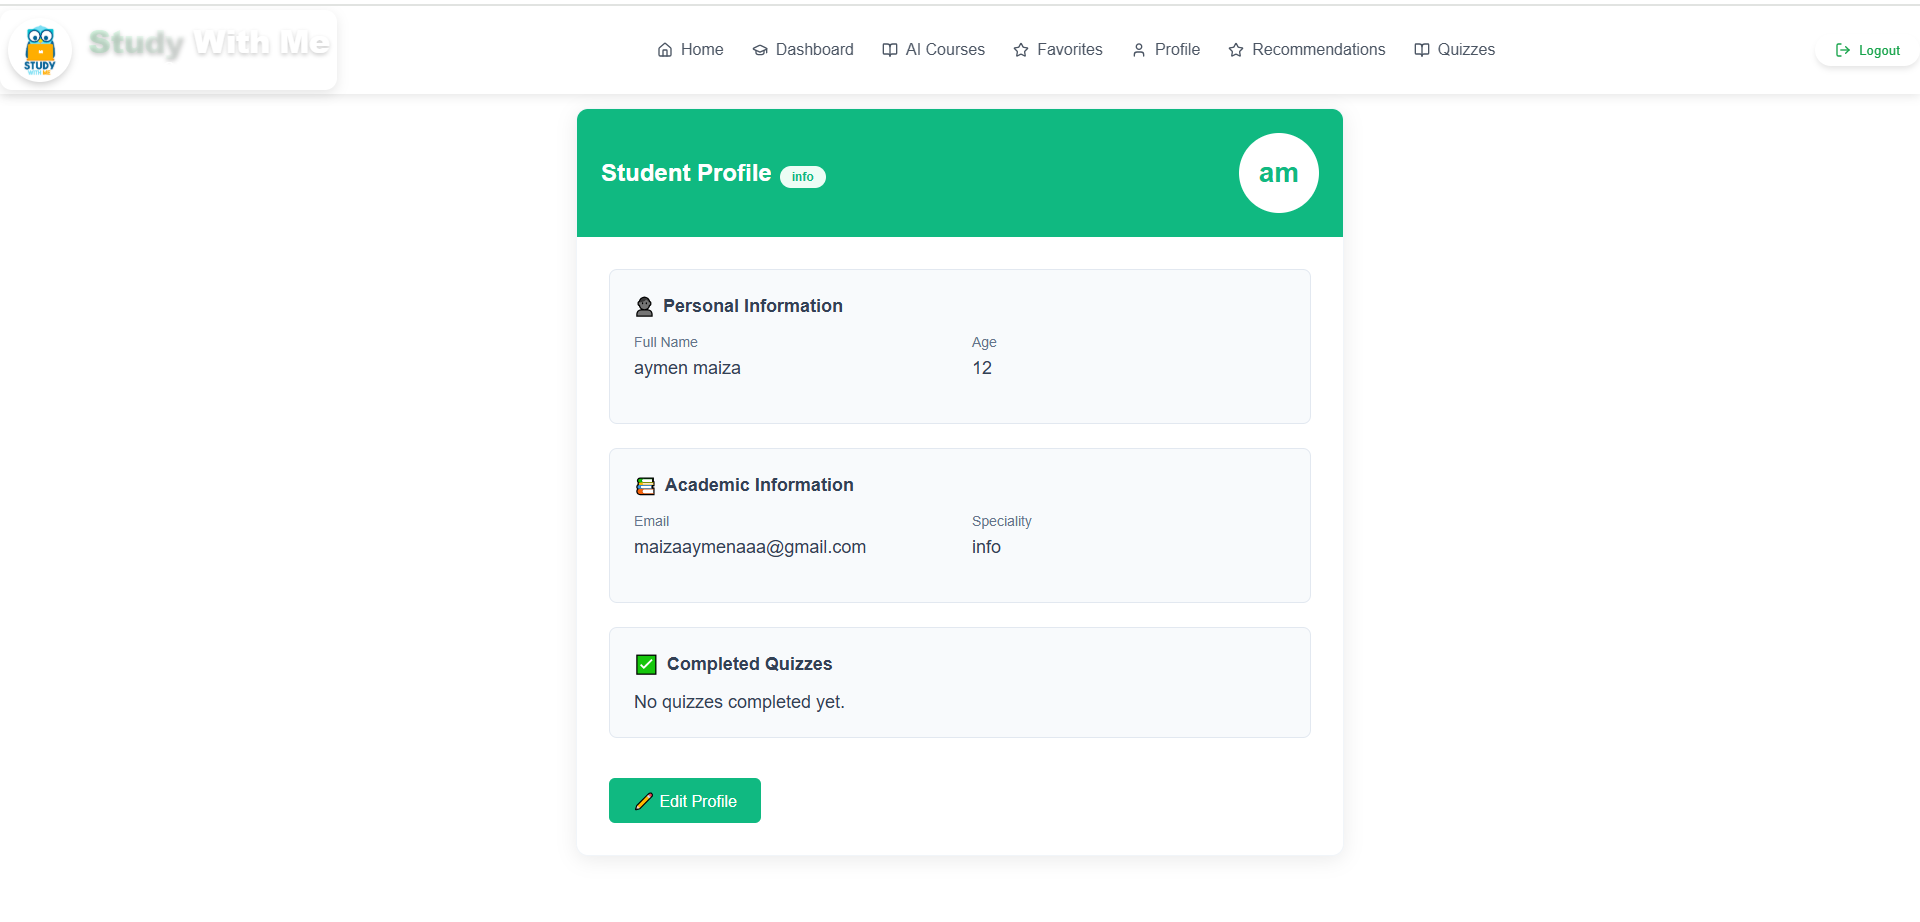 STUDY
WITH ME
Study With Me
Home
Dashboard
AI Courses
Favorites
Profile
Recommendations
Quizzes
Logout
Student Profile
info
am
Personal Information
Full Name
Age
aymen maiza
12
Academic Information
Email
Speciality
maizaaymenaaa@gmail.com
info
Completed Quizzes
No quizzes completed yet.
Edit Profile